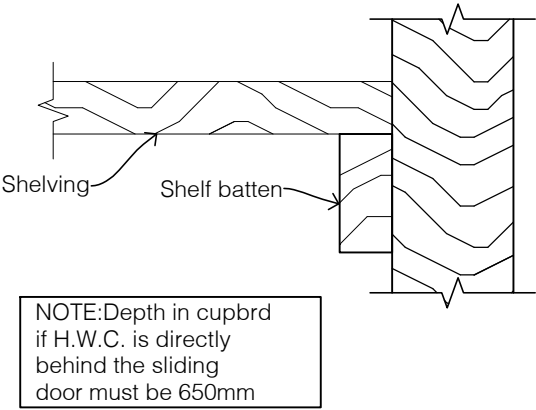 Shelving
Shelf batten
NOTE:Depth in cupbrd
if H.W.C. is directly
behind the sliding
door must be 650mm